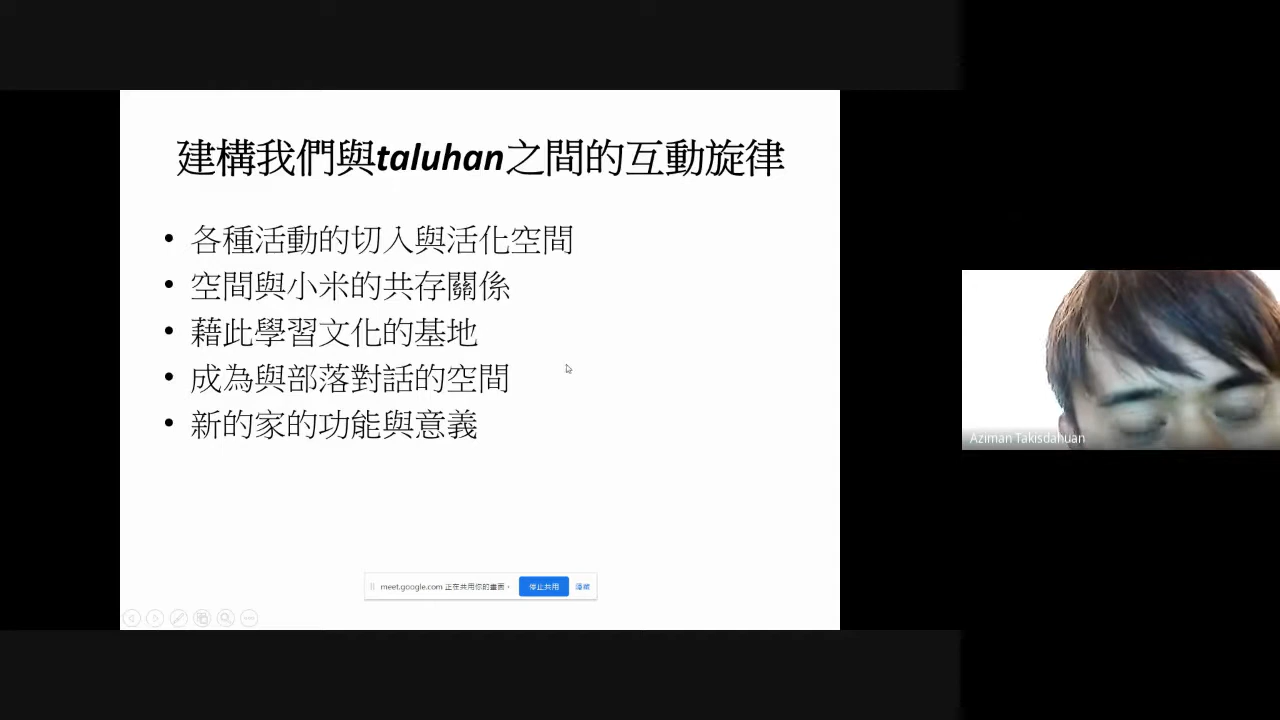 建構我們與taluhan之間的互動旋律
• 各種活動的切入與活化空間
• 空間與小米的共存關係
• 藉此學習文化的基地
• 成為與部落對話的空間
• 新的家的功能與意義
meet.google.com 正在共用你的畫面。 停止共用 隱藏
Aziman Takisdahuan